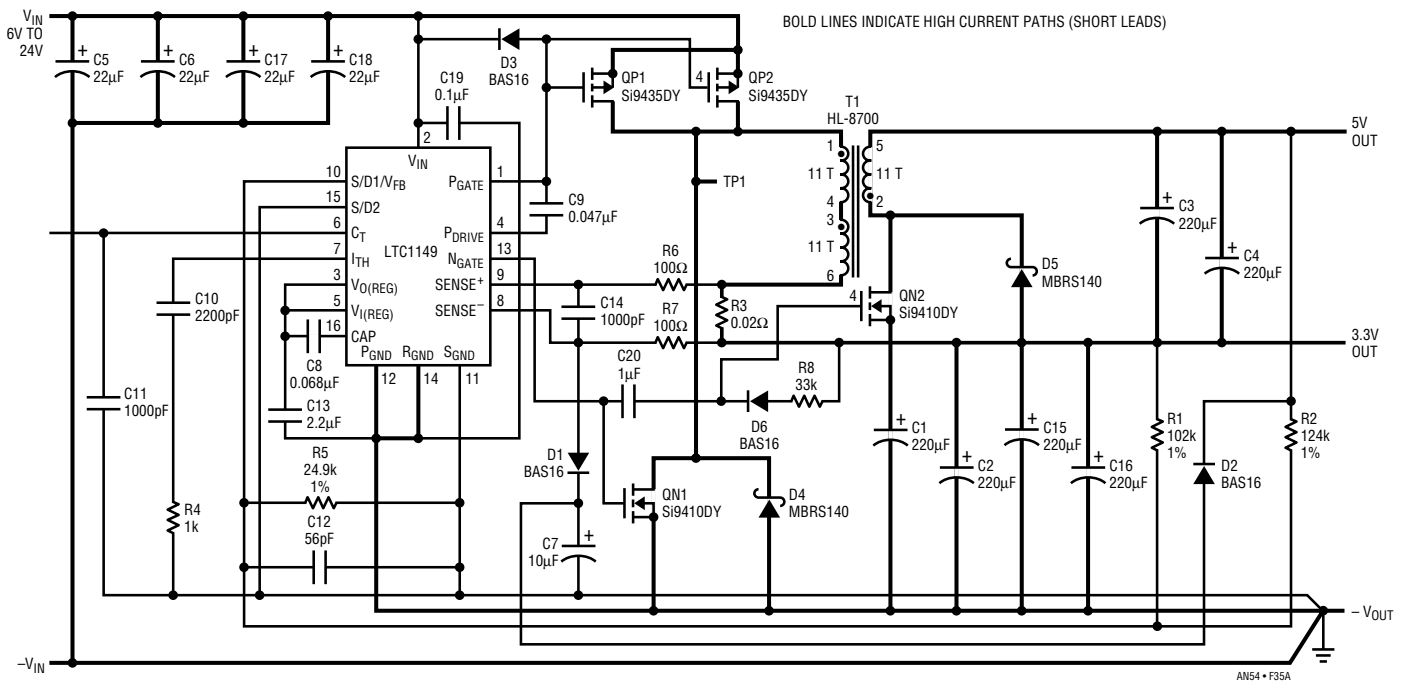 BOLD LINES INDICATE HIGH CURRENT PATHS (SHORT LEADS)
VIN
6V TO
24V
+
C5
22µF
+
C6
22µF
+
C17
22µF
+
C18
22µF
D3
BAS16
C19
0.1µF
QP1
Si9435DY
4
QP2
Si9435DY
T1
HL-8700
1
11 T
4
3
11 T
6
5
11 T
2
5V
OUT
TP1
2
VIN
10
S/D1/VFB
15
S/D2
6
CT
7
ITH
3
VO(REG)
5
VI(REG)
16
CAP
LTC1149
1
PGATE
4
PDRIVE
13
NGATE
9
SENSE+
8
SENSE–
PGND
RGND
SGND
12
14
11
C9
0.047µF
C10
2200pF
C11
1000pF
C8
0.068µF
C13
2.2µF
R5
24.9k
1%
C12
56pF
R4
1k
R6
100Ω
R7
100Ω
C14
1000pF
R3
0.02Ω
C20
1µF
D6
BAS16
R8
33k
4
QN2
Si9410DY
D5
MBRS140
+
C3
220µF
+
C4
220µF
3.3V
OUT
D1
BAS16
C7
10µF
+
QN1
Si9410DY
D4
MBRS140
+
C1
220µF
+
C2
220µF
+
C15
220µF
+
C16
220µF
R1
102k
1%
D2
BAS16
R2
124k
1%
– VOUT
–VIN
AN54 • F35A